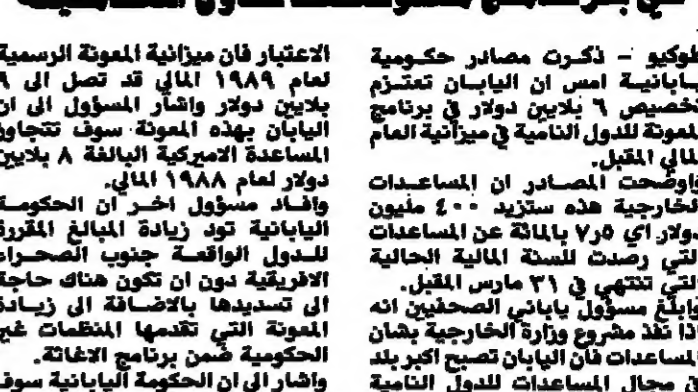 طوكيو – ذكرت مصادر حكومية
يابانية امس ان اليابان تعتزم
تخصيص ٦ بلايين دولار في برنامج
المعونة للدول النامية في ميزانية العام
المالي المقبل.
واوضحت المصادر ان المساعدات
الخارجية هذه ستزيد ٤٠٠ مليون
دولار اي ٧٫٥ بالمائة عن المساعدات
التي رصدت للسنة المالية الحالية
التي تنتهي في ٣١ مارس المقبل.
وابلغ مسؤول ياباني الصحفيين انه
اذا نفذ مشروع وزارة الخارجية بشان
المساعدات فان اليابان تصبح اكبر بلد
في مجال المساعدات للدول النامية
الاعتبار فان ميزانية المعونة الرسمية
لعام ١٩٨٩ المالي قد تصل الى ٩
بلايين دولار واشار المسؤول الى ان
اليابان بهذه المعونة سوف تتجاوز
المساعدة الاميركية البالغة ٨ بلايين
دولار لعام ١٩٨٨ المالي.
وافاد مسؤول اخر ان الحكومة
اليابانية تود زيادة المبالغ المقررة
للدول الواقعة جنوب الصحراء
الافريقية دون ان تكون هناك حاجة
الى تسديدها بالاضافة الى زيادة
المعونة التي تقدمها المنظمات غير
الحكومية ضمن برنامج الاغاثة.
واشار الى ان الحكومة اليابانية سوف